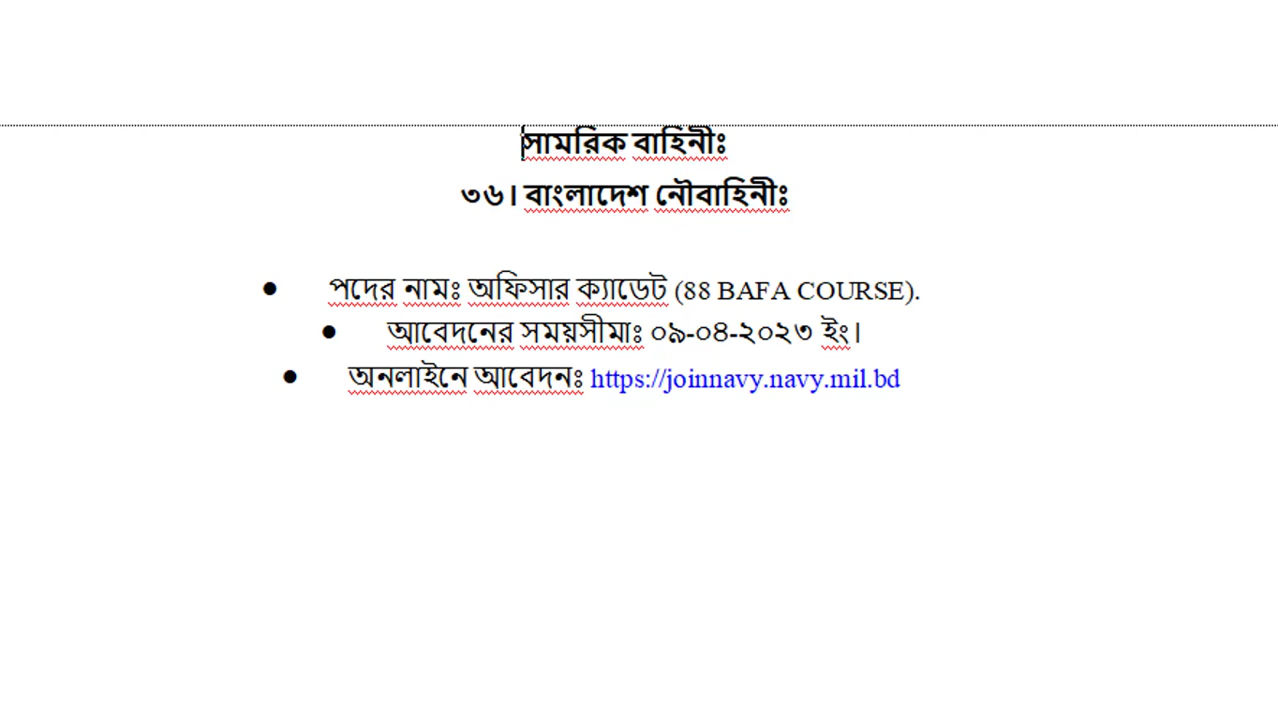 সামরিক বাহিনীঃ
৩৬। বাংলাদেশ নৌবাহিনীঃ
● পদের নামঃ অফিসার ক্যাডেট (88 BAFA COURSE).
● আবেদনের সময়সীমাঃ ০৯-০৪-২০২৩ ইং।
● অনলাইনে আবেদনঃ https://joinnavy.navy.mil.bd